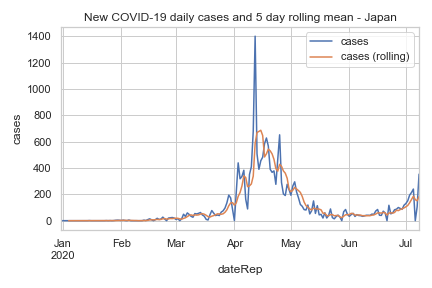 New COVID-19 daily cases and 5 day rolling mean - Japan
cases
cases (rolling)
1400
1200
1000
800
600
400
200
0
cases
Jan
2020
Feb
Mar
Apr
May
Jun
Jul
dateRep